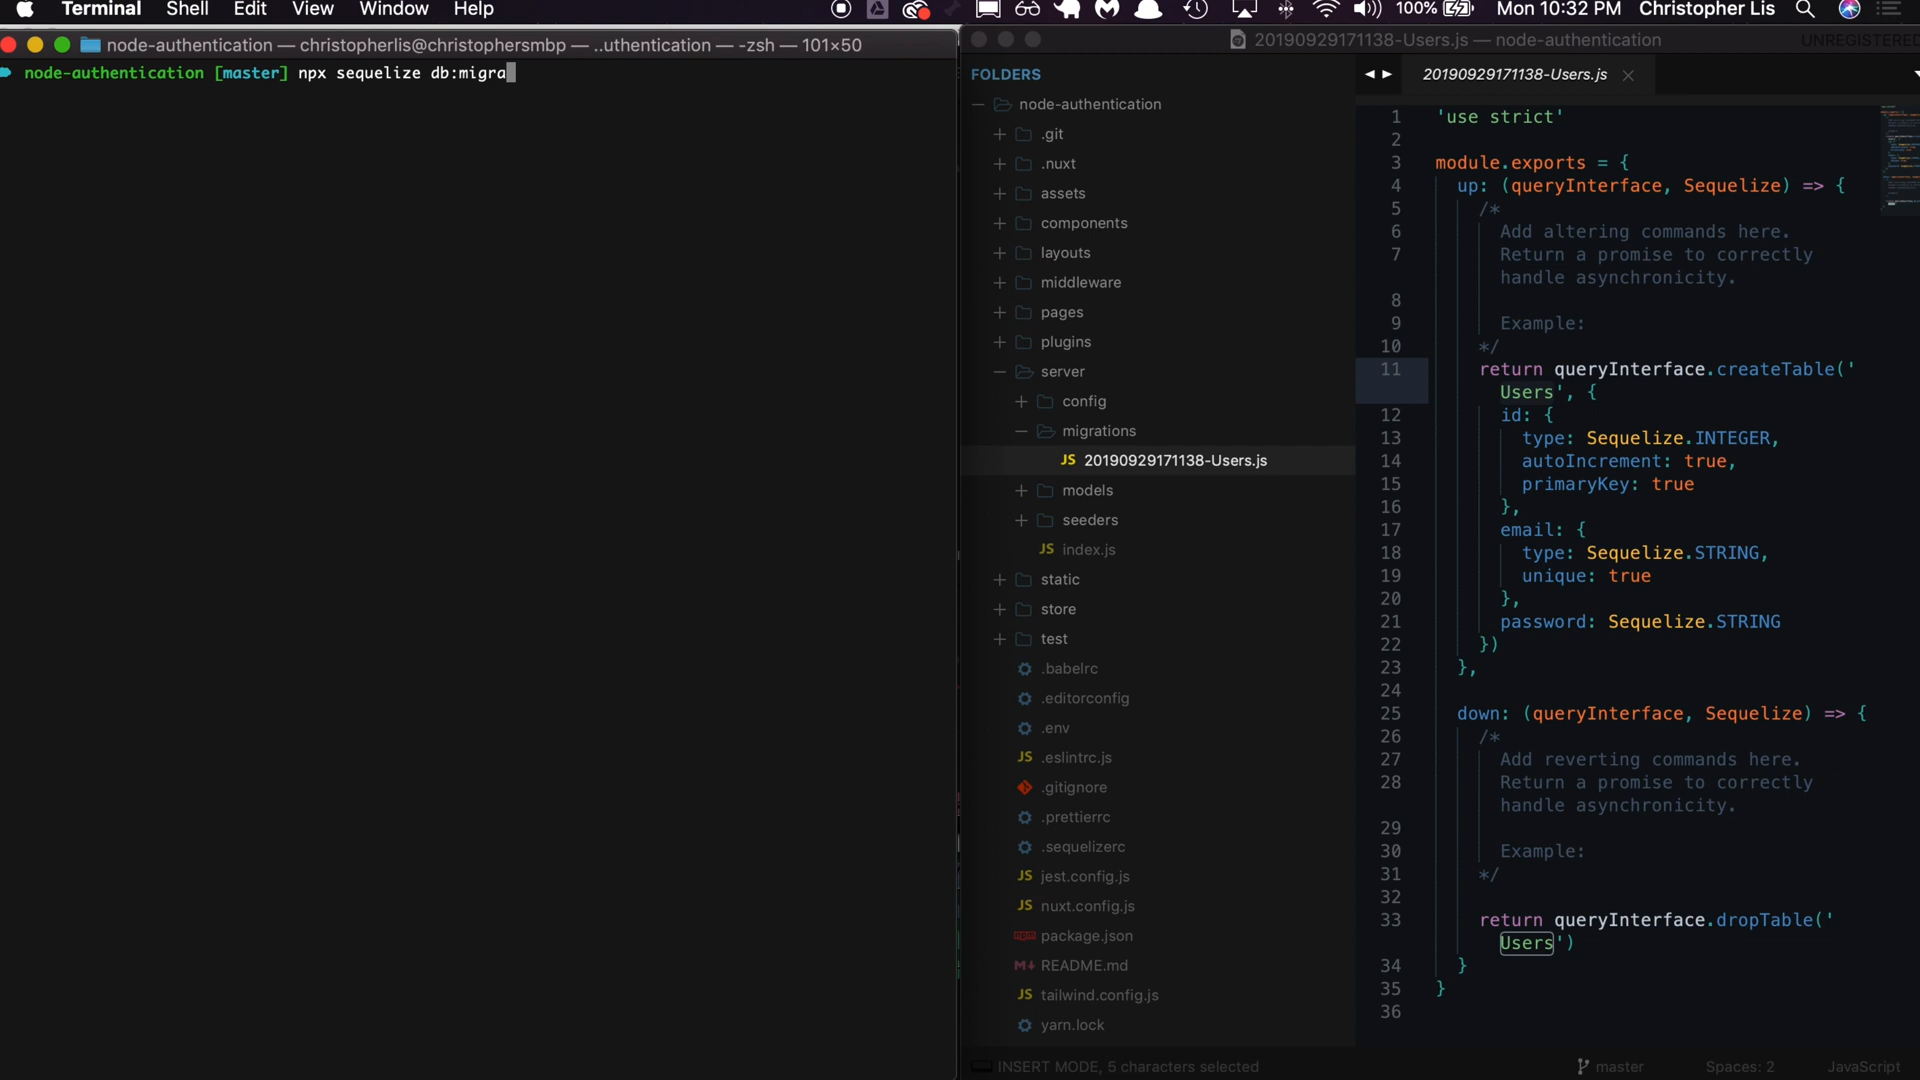 Terminal Shell Edit View Window Help 100% Mon 10:32 PM Christopher Lis
node-authentication — christopherlis@christophersmbp — ..uthentication — -zsh — 101×50
node-authentication [master] npx sequelize db:migra
20190929171138-Users.js — node-authentication
UNREGISTERED
FOLDERS
node-authentication
.git
.nuxt
assets
components
layouts
middleware
pages
plugins
server
config
migrations
JS 20190929171138-Users.js
models
seeders
JS index.js
static
store
test
.babelrc
.editorconfig
.env
JS .eslintrc.js
.gitignore
.prettierrc
.sequelizerc
JS jest.config.js
JS nuxt.config.js
package.json
M↓ README.md
JS tailwind.config.js
yarn.lock
20190929171138-Users.js
1 'use strict'
2
3 module.exports = {
4 up: (queryInterface, Sequelize) => {
5 /*
6 Add altering commands here.
7 Return a promise to correctly
handle asynchronicity.
8
9 Example:
10 */
11 return queryInterface.createTable('
Users', {
12 id: {
13 type: Sequelize.INTEGER,
14 autoIncrement: true,
15 primaryKey: true
16 },
17 email: {
18 type: Sequelize.STRING,
19 unique: true
20 },
21 password: Sequelize.STRING
22 })
23 },
24
25 down: (queryInterface, Sequelize) => {
26 /*
27 Add reverting commands here.
28 Return a promise to correctly
handle asynchronicity.
29
30 Example:
31 */
32
33 return queryInterface.dropTable('
Users')
34 }
35 }
36
INSERT MODE, 5 characters selected
master Spaces: 2 JavaScript